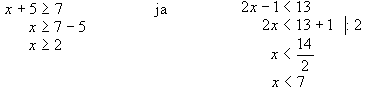 x + 5 ≥ 7
x ≥ 7 − 5
x ≥ 2
ja
2x − 1 < 13
2x < 13 + 1 |: 2
x < 14/2
x < 7